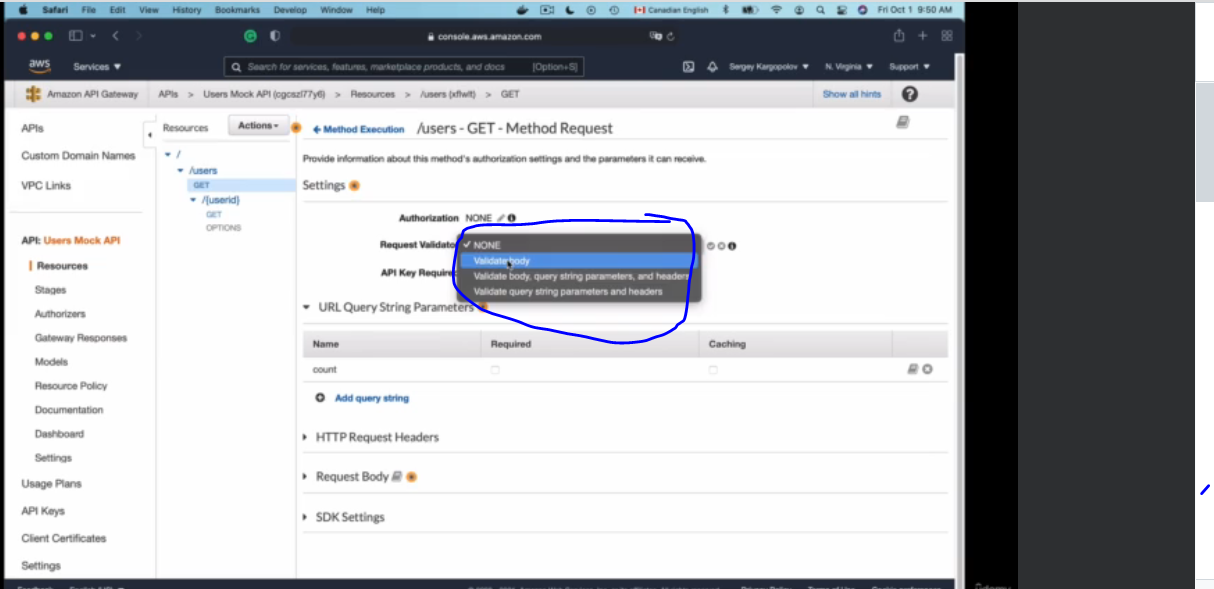 Safari File Edit View History Bookmarks Develop Window Help Canadian English Fri Oct 1 9:50 AM
console.aws.amazon.com
aws Services Search for services, features, marketplace products, and docs [Option+S] Sergey Kargopolov N. Virginia Support
Amazon API Gateway APIs > Users Mock API (cgcszl77y6) > Resources > /users (xflwlt) > GET Show all hints
APIs
Custom Domain Names
VPC Links
API: Users Mock API
Resources
Stages
Authorizers
Gateway Responses
Models
Resource Policy
Documentation
Dashboard
Settings
Usage Plans
API Keys
Client Certificates
Settings
Resources Actions
/
/users
GET
/{userid}
GET
OPTIONS
Method Execution /users - GET - Method Request
Provide information about this method's authorization settings and the parameters it can receive.
Settings
Authorization NONE
Request Validator
NONE
Validate body
Validate body, query string parameters, and headers
Validate query string parameters and headers
API Key Required
URL Query String Parameters
Name Required Caching
count
Add query string
HTTP Request Headers
Request Body
SDK Settings